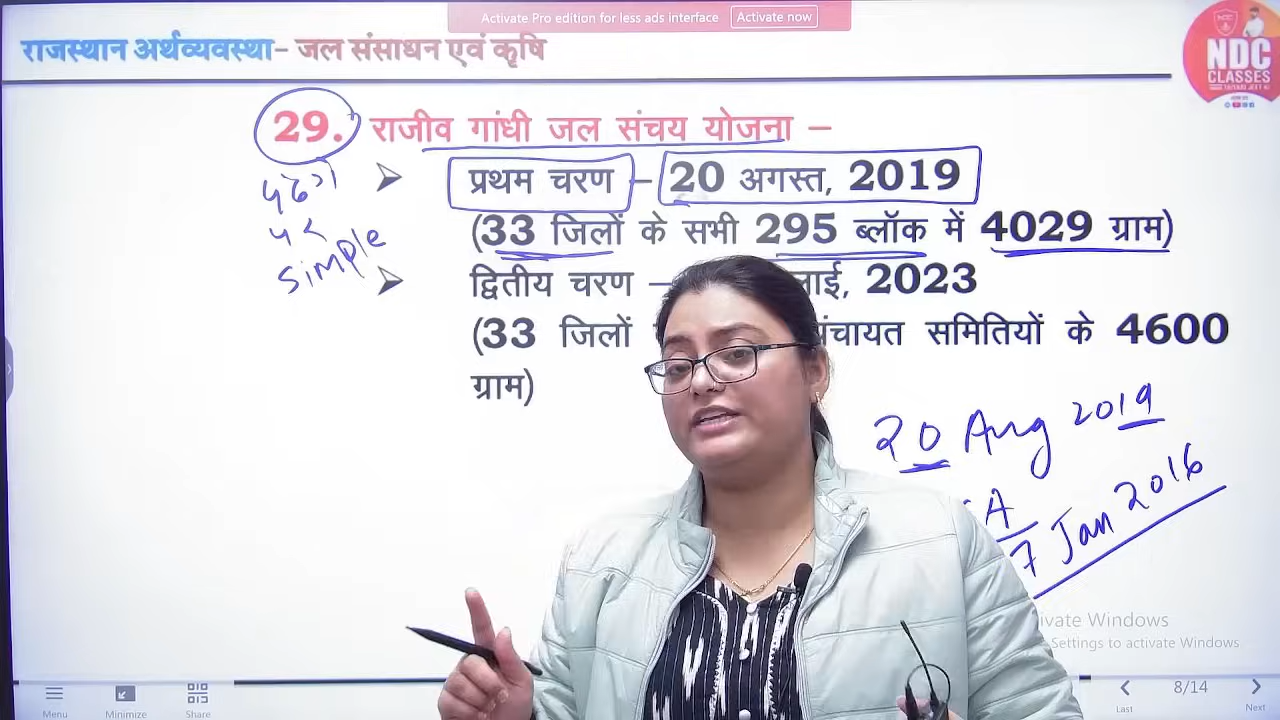 Activate Pro edition for less ads interface Activate now
राजस्थान अर्थव्यवस्था- जल संसाधन एवं कृषि
NDC
CLASSES
29. राजीव गांधी जल संचय योजना –
प्रथम चरण – 20 अगस्त, 2019
(33 जिलों के सभी 295 ब्लॉक में 4029 ग्राम)
simple
द्वितीय चरण – लाई, 2023
(33 जिलों ंचायत समितियों के 4600
ग्राम)
20 Aug 2019
A
7 Jan 2016
ivate Windows
Settings to activate Windows
Menu Minimize Share
Last 8/14 Next